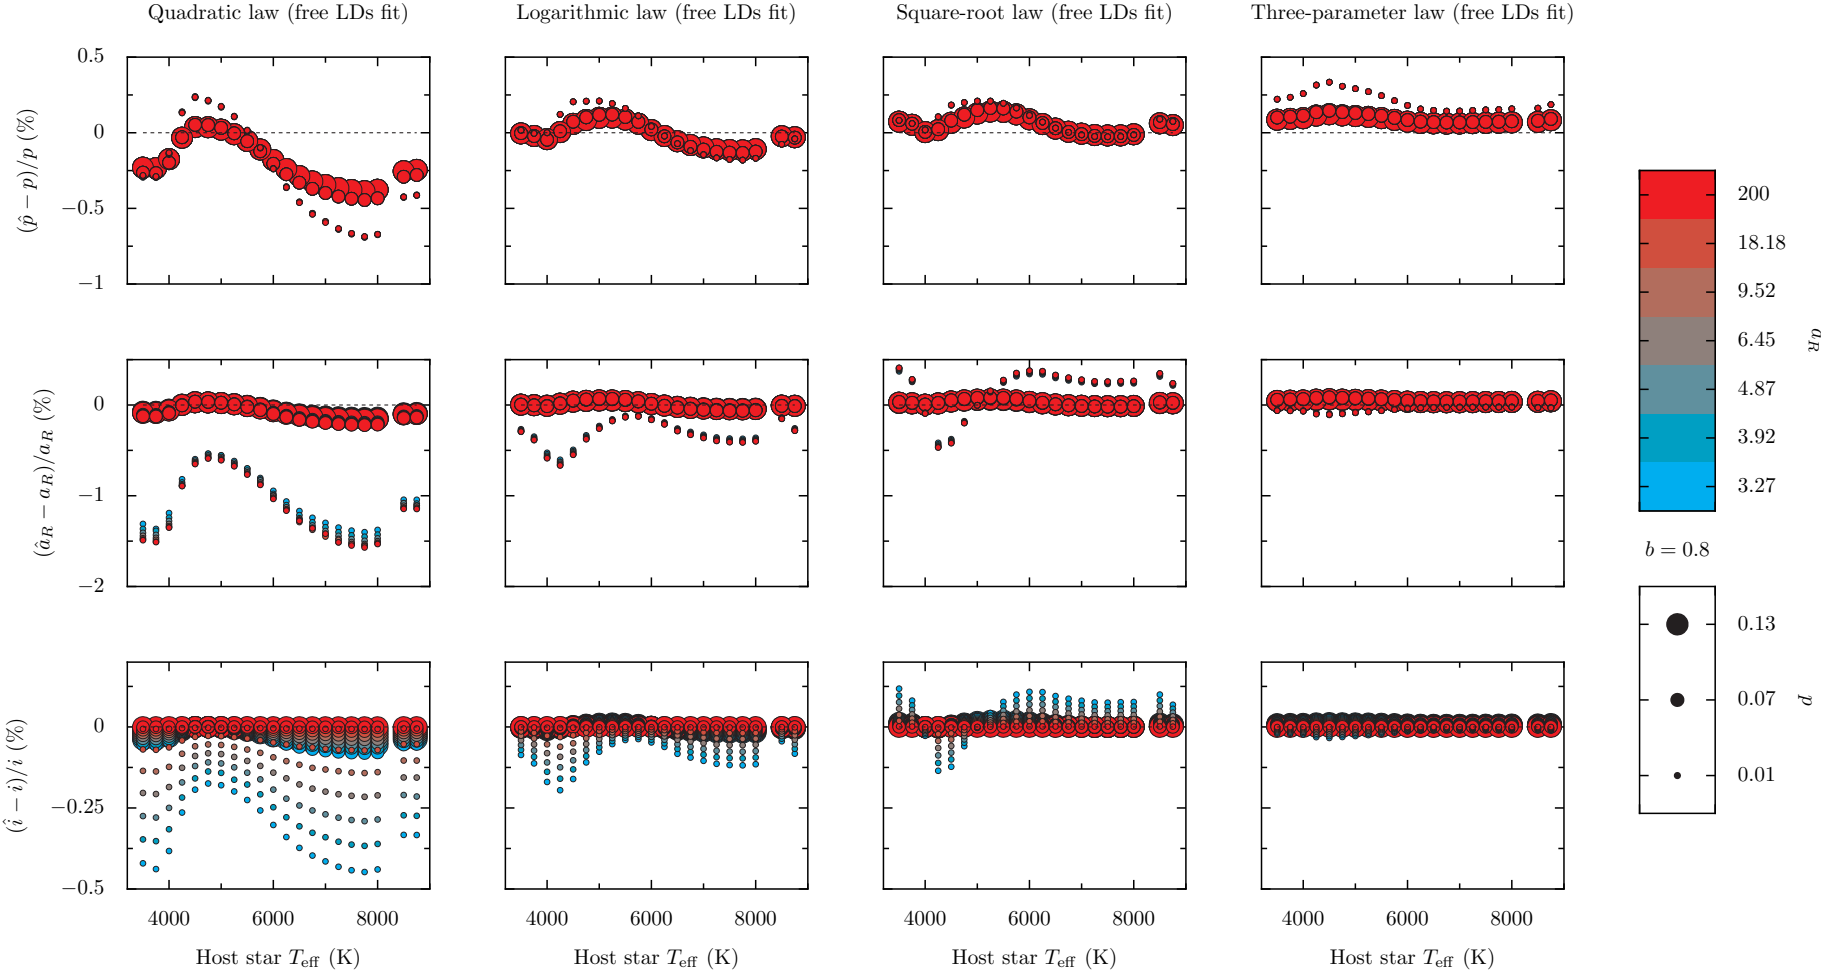 Quadratic law (free LDs fit) Logarithmic law (free LDs fit) Square-root law (free LDs fit) Three-parameter law (free LDs fit)
0.5
0
−0.5
−1
(p̂ − p)/p (%)
0
−1
−2
(â_R − a_R)/a_R (%)
0
−0.25
−0.5
(î − i)/i (%)
4000 6000 8000 4000 6000 8000 4000 6000 8000 4000 6000 8000
Host star T_eff (K) Host star T_eff (K) Host star T_eff (K) Host star T_eff (K)
200
18.18
9.52
6.45
4.87
3.92
3.27
a_R
b = 0.8
0.13
0.07
0.01
p